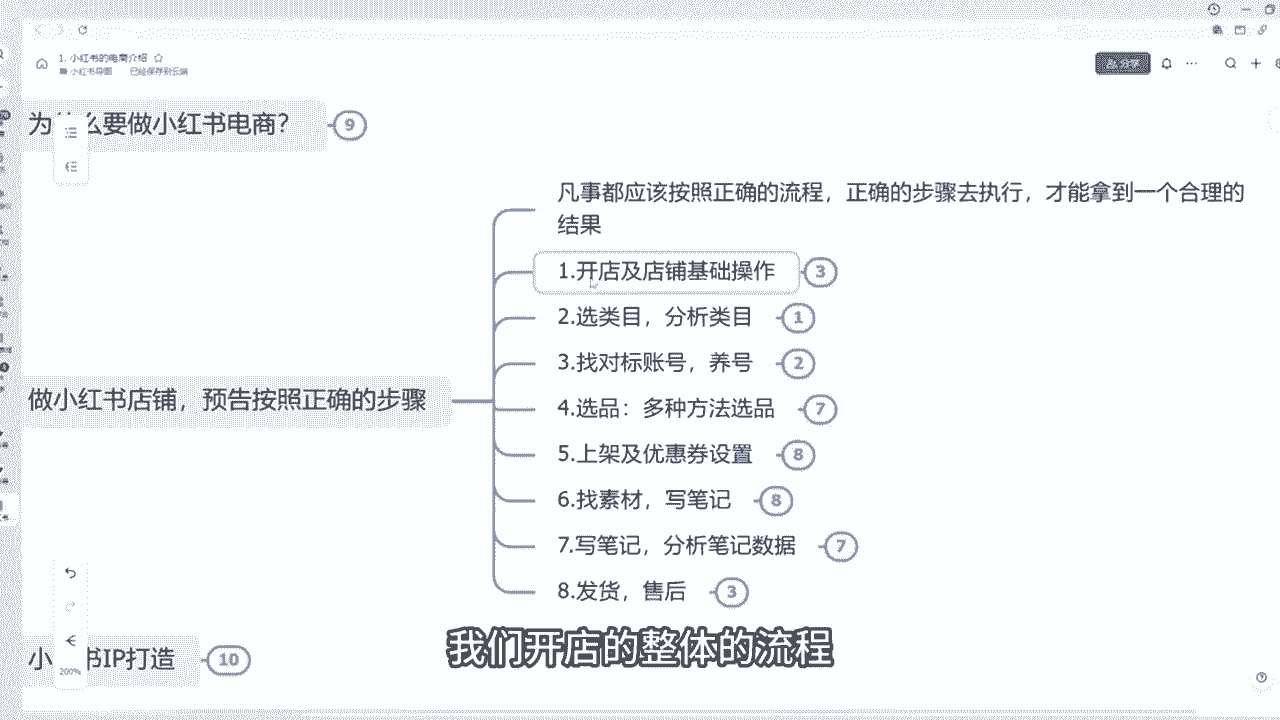 1. 小红书的电商介绍
小红书导图 已经保存到云端
分享
为 么要做小红书电商？
9
凡事都应该按照正确的流程，正确的步骤去执行，才能拿到一个合理的
结果
1.开店及店铺基础操作
3
2.选类目，分析类目
1
3.找对标账号，养号
2
做小红书店铺，预告按照正确的步骤
4.选品：多种方法选品
7
5.上架及优惠券设置
8
6.找素材，写笔记
8
7.写笔记，分析笔记数据
7
8.发货，售后
3
我们开店的整体的流程
小 书IP打造
10
200%